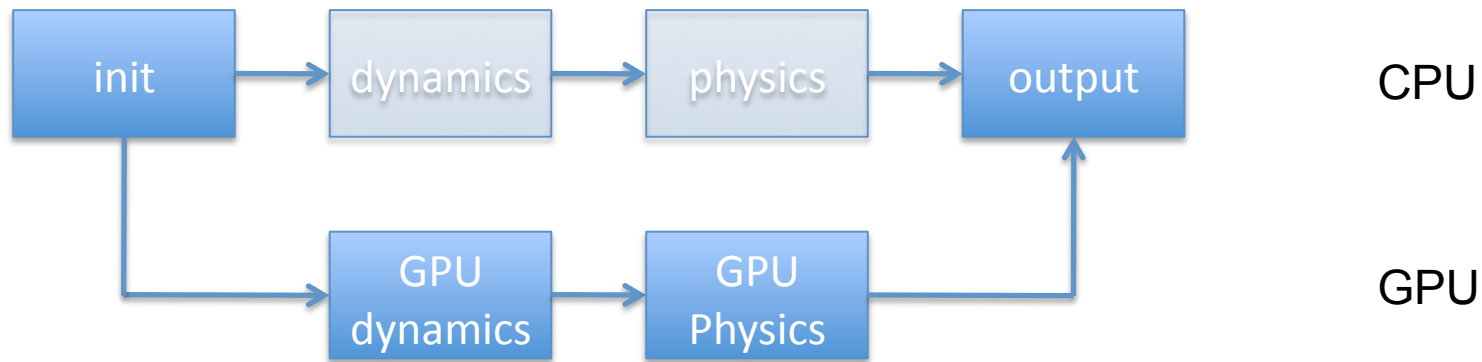 init
dynamics
physics
output
CPU
GPU
dynamics
GPU
Physics
GPU